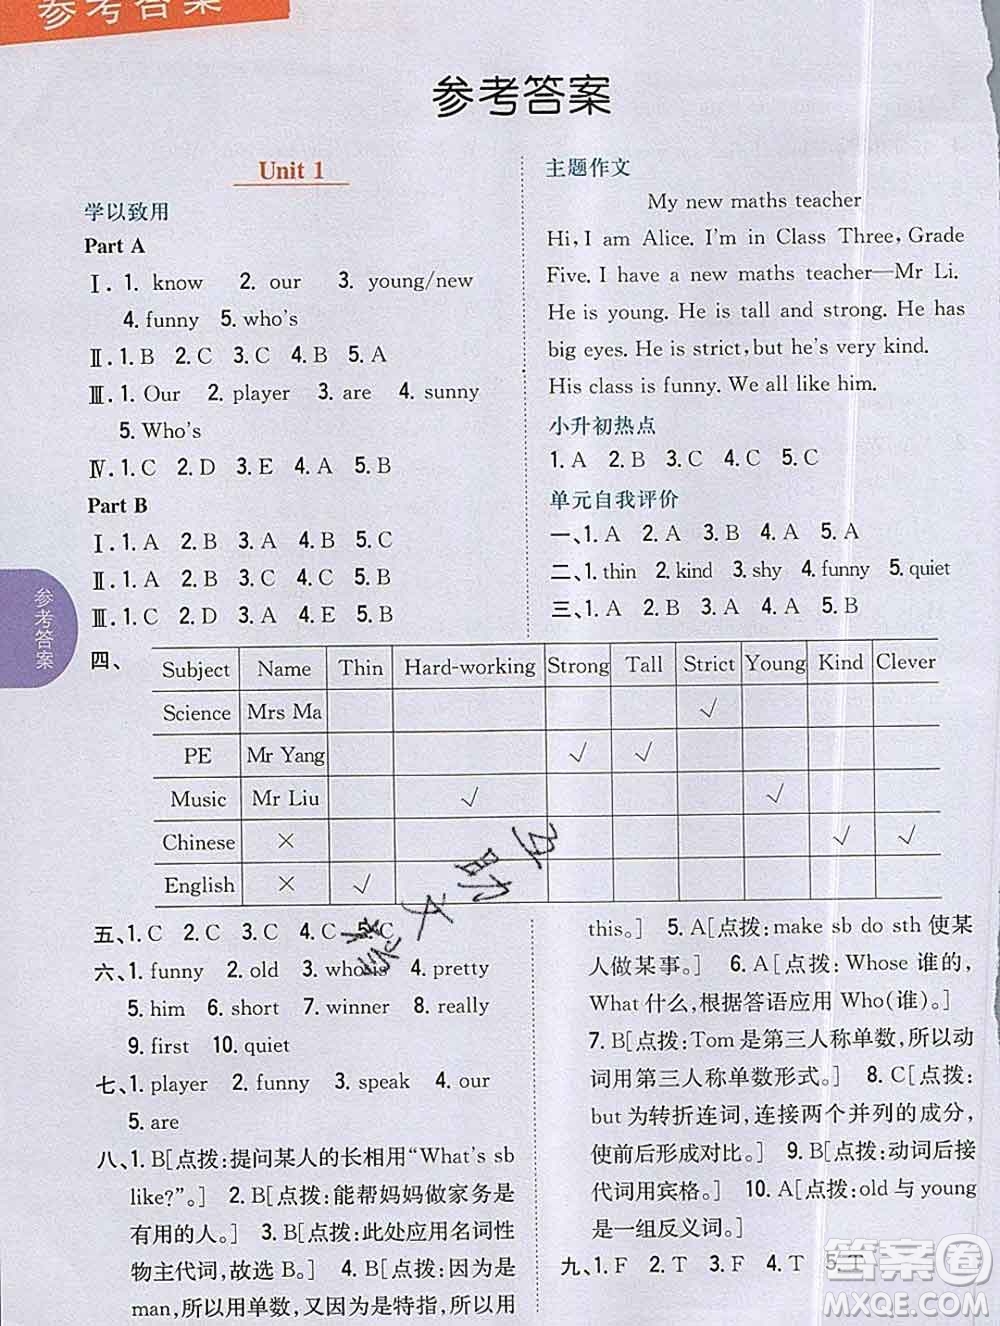 参考答案
参考答案
Unit 1
学以致用
Part A
Ⅰ.1. know 2. our 3. young/new
4. funny 5. who's
Ⅱ.1. B 2. C 3. C 4. B 5. A
Ⅲ.1. Our 2. player 3. are 4. sunny
5. Who's
Ⅳ.1. C 2. D 3. E 4. A 5. B
Part B
Ⅰ.1. A 2. B 3. A 4. B 5. C
Ⅱ.1. A 2. B 3. C 4. B 5. A
Ⅲ.1. C 2. D 3. A 4. E 5. B
主题作文
My new maths teacher
Hi, I am Alice. I'm in Class Three, Grade
Five. I have a new maths teacher—Mr Li.
He is young. He is tall and strong. He has
big eyes. He is strict, but he's very kind.
His class is funny. We all like him.
小升初热点
1. A 2. B 3. C 4. C 5. C
单元自我评价
一、1. A 2. A 3. B 4. B 5. A
二、1. thin 2. kind 3. shy 4. funny 5. quiet
三、1. A 2. B 3. A 4. A 5. B
参考答案
四、
Subject Name Thin Hard-working Strong Tall Strict Young Kind Clever
Science Mrs Ma √
PE Mr Yang √ √
Music Mr Liu √ √
Chinese × √ √
English × √
五、1. C 2. C 3. C 4. C 5. C
六、1. funny 2. old 3. who is 4. pretty
5. him 6. short 7. winner 8. really
9. first 10. quiet
七、1. player 2. funny 3. speak 4. our
5. are
八、1. B[点拨:提问某人的长相用“What's sb
like?”。] 2. B[点拨:能帮妈妈做家务是
有用的人。] 3. B[点拨:此处应用名词性
物主代词,故选 B。] 4. B[点拨:因为是
man,所以用单数,又因为是特指,所以用
this。] 5. A[点拨:make sb do sth 使某
人做某事。] 6. A[点拨:Whose 谁的,
What 什么,根据答语应用 Who(谁)。]
7. B[点拨:Tom 是第三人称单数,所以动
词用第三人称单数形式。] 8. C[点拨:
but 为转折连词,连接两个并列的成分,
使前后形成对比。] 9. B[点拨:动词后接
代词用宾格。] 10. A[点拨:old 与 young
是一组反义词。]
九、1. F 2. T 3. F 4. T 5. T
答案圈
MXQE.COM